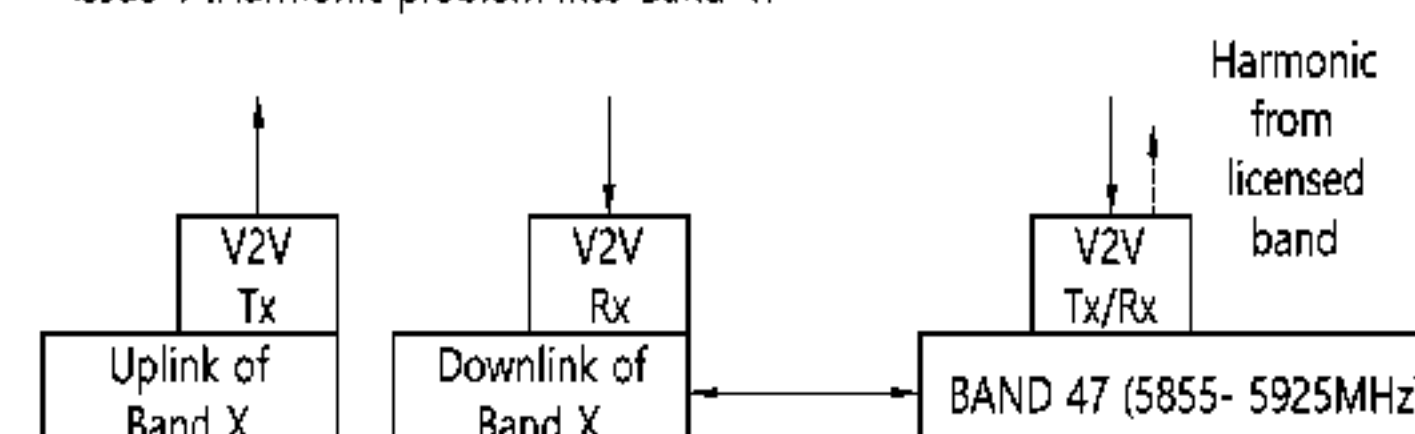 Harmonic
from
licensed
band
V2V
Tx
V2V
Rx
V2V
Tx/Rx
Uplink of
Band X
Downlink of
Band X
BAND 47 (5855- 5925MHz)